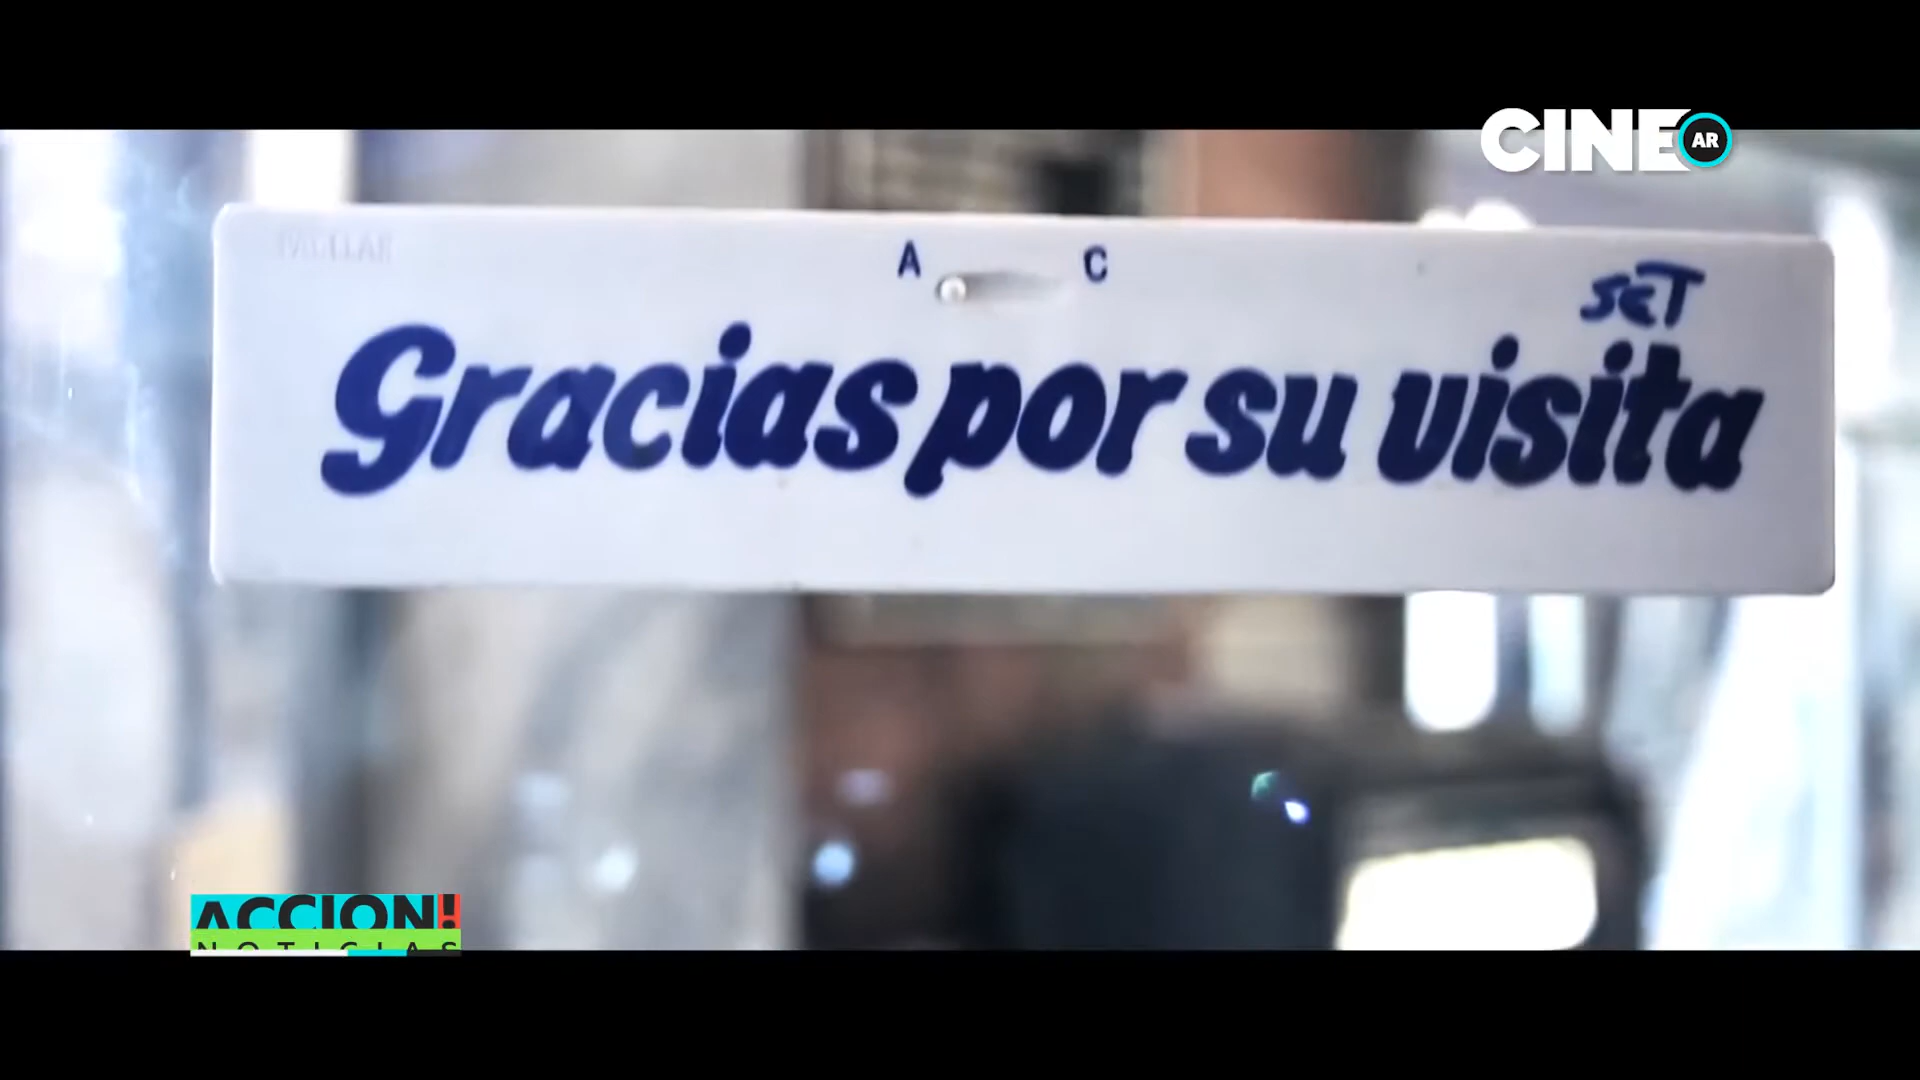 CINE AR
A C
SET
Gracias por su visita
ACCION!
NOTICIAS